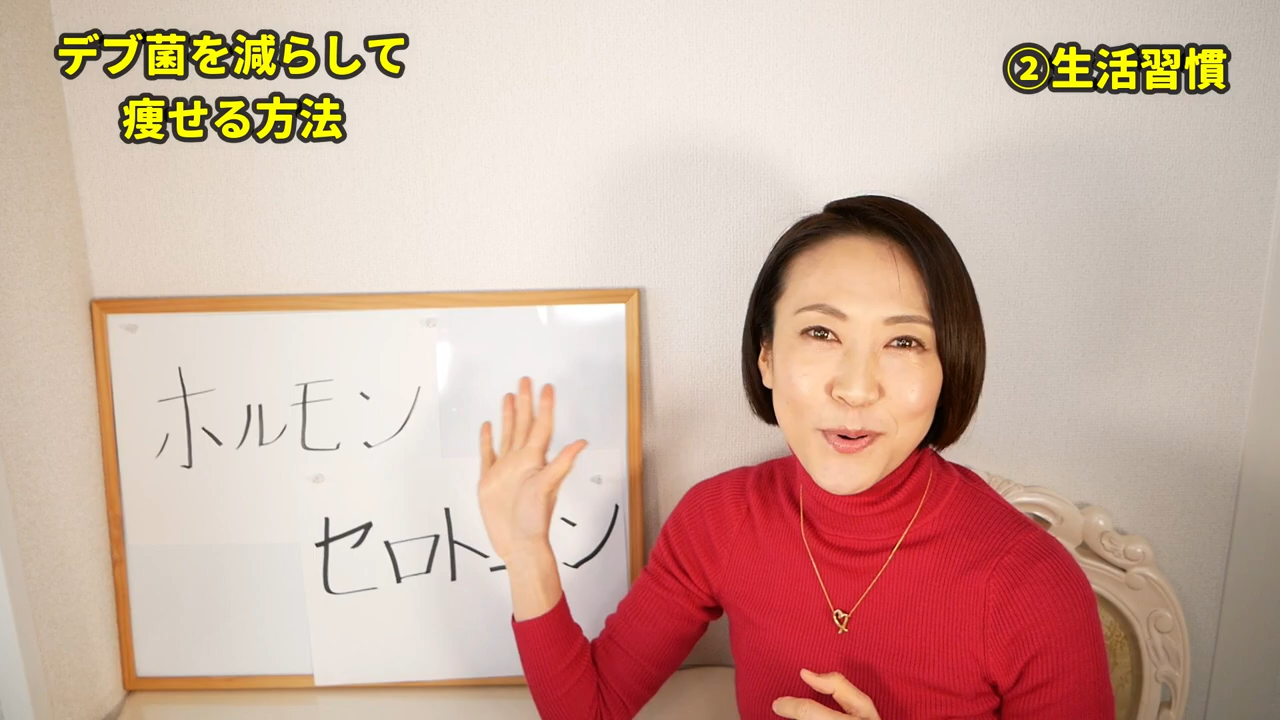 デブ菌を減らして
痩せる方法
②生活習慣
ホルモン
セロトニン